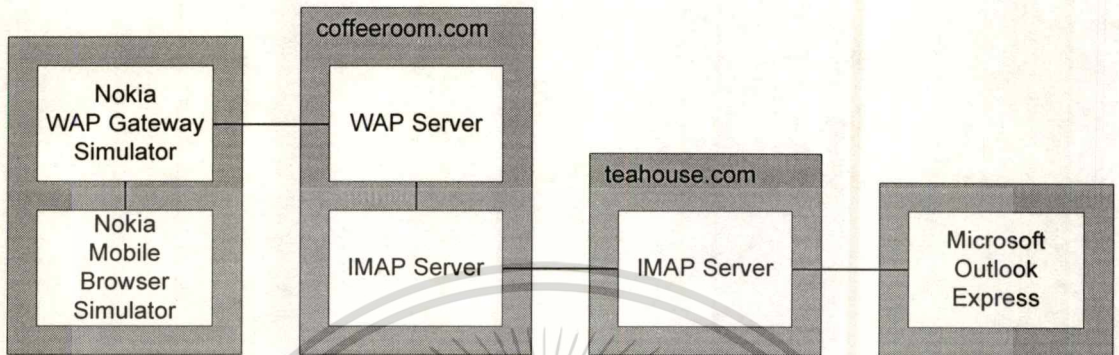 coffeeroom.com
Nokia
WAP Gateway
Simulator
WAP Server
teahouse.com
Nokia
Mobile
Browser
Simulator
IMAP Server
IMAP Server
Microsoft
Outlook
Express